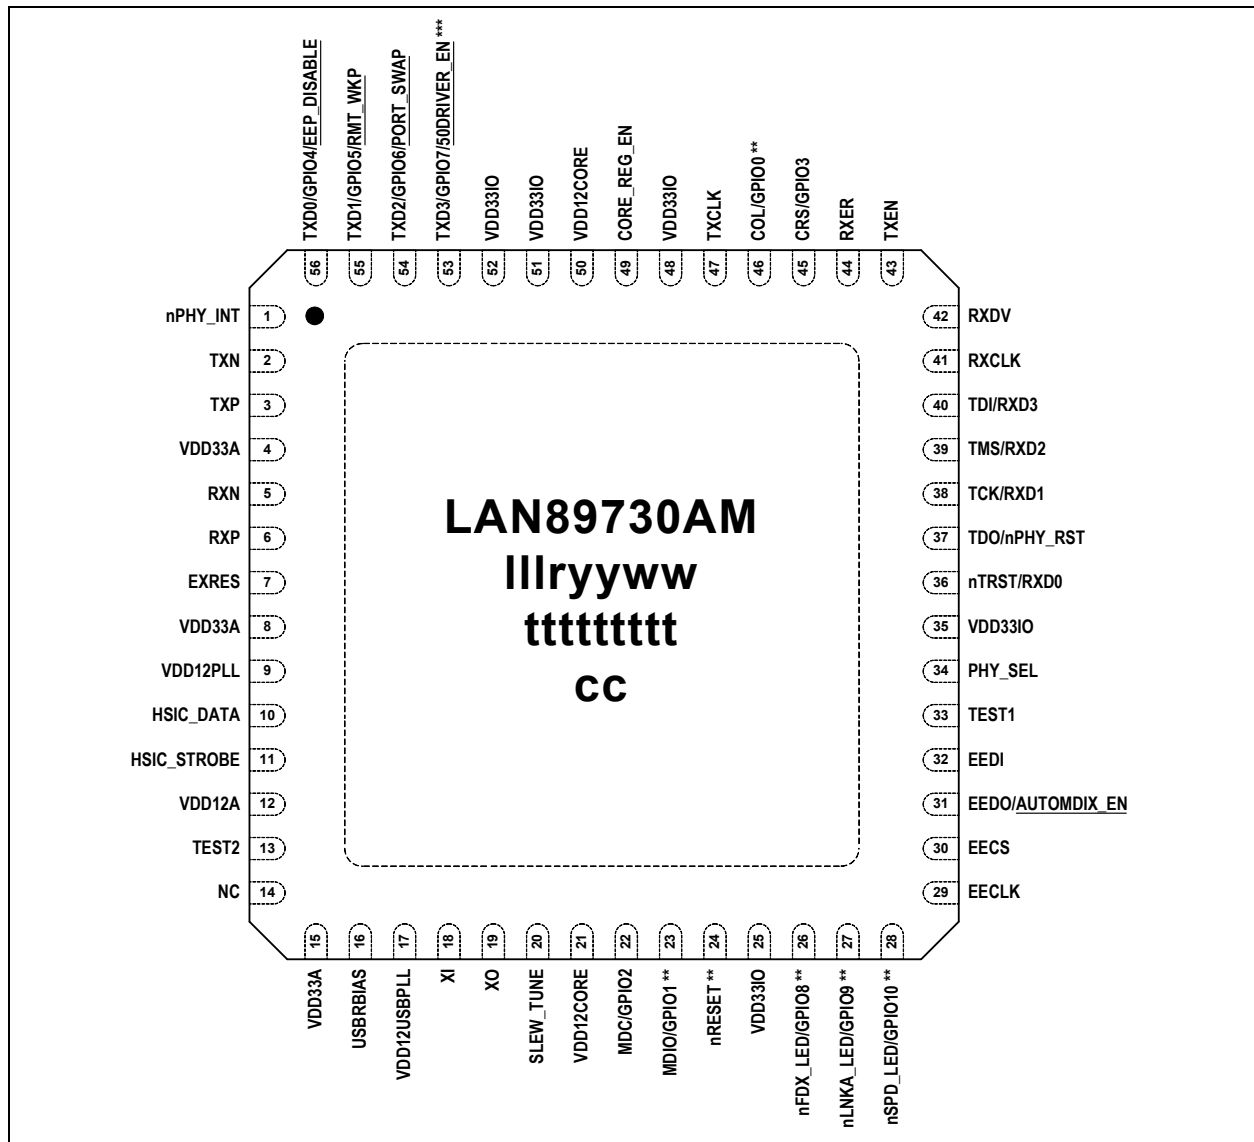 TXD0/GPIO4/EEP_DISABLE
TXD1/GPIO5/RMT_WKP
TXD2/GPIO6/PORT_SWAP
TXD3/GPIO7/50DRIVER_EN ***
VDD33IO
VDD33IO
VDD12CORE
CORE_REG_EN
VDD33IO
TXCLK
COL/GPIO0 **
CRS/GPIO3
RXER
TXEN
56
55
54
53
52
51
50
49
48
47
46
45
44
43
nPHY_INT 1
TXN 2
TXP 3
VDD33A 4
RXN 5
RXP 6
EXRES 7
VDD33A 8
VDD12PLL 9
HSIC_DATA 10
HSIC_STROBE 11
VDD12A 12
TEST2 13
NC 14
LAN89730AM
lllryyww
ttttttttt
cc
42 RXDV
41 RXCLK
40 TDI/RXD3
39 TMS/RXD2
38 TCK/RXD1
37 TDO/nPHY_RST
36 nTRST/RXD0
35 VDD33IO
34 PHY_SEL
33 TEST1
32 EEDI
31 EEDO/AUTOMDIX_EN
30 EECS
29 EECLK
15
16
17
18
19
20
21
22
23
24
25
26
27
28
VDD33A
USBRBIAS
VDD12USBPLL
XI
XO
SLEW_TUNE
VDD12CORE
MDC/GPIO2
MDIO/GPIO1 **
nRESET **
VDD33IO
nFDX_LED/GPIO8 **
nLNKA_LED/GPIO9 **
nSPD_LED/GPIO10 **